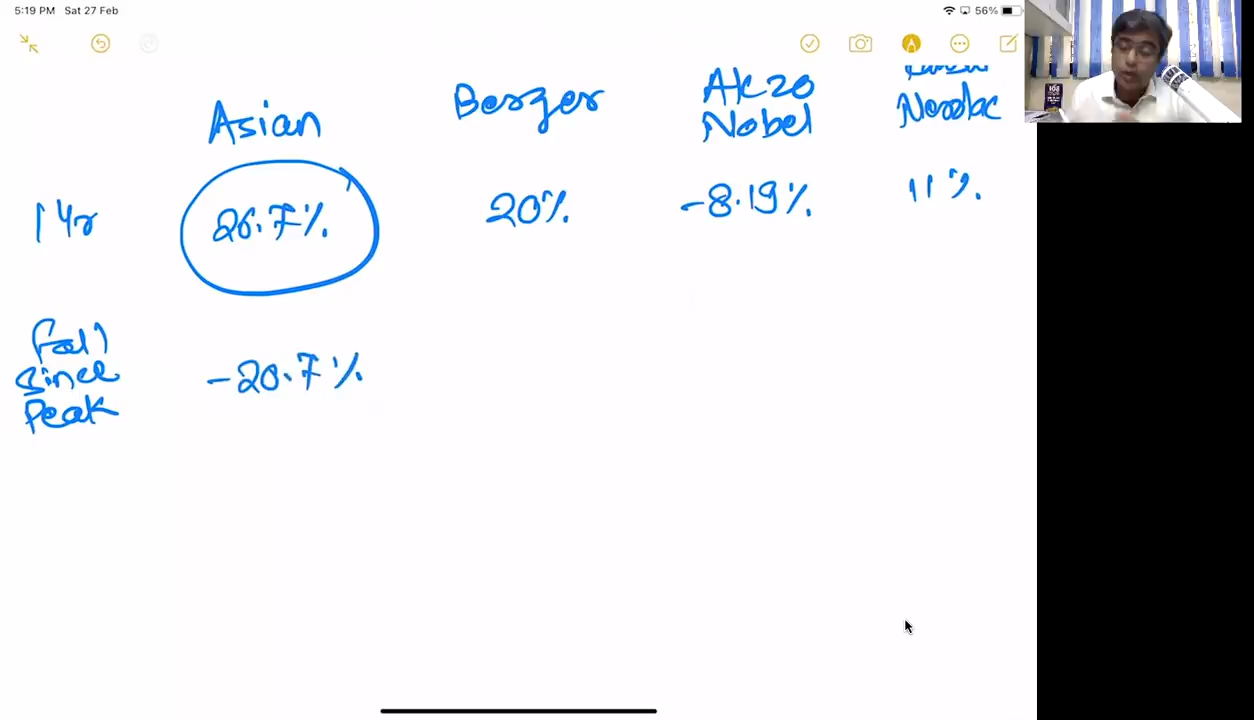 5:19 PM Sat 27 Feb
56%
Asian
Berger
Akzo
Nobel
Nerolac
1 Yr
26.7%
20%
-8.19%
11%
fall
Since
Peak
-20.7%